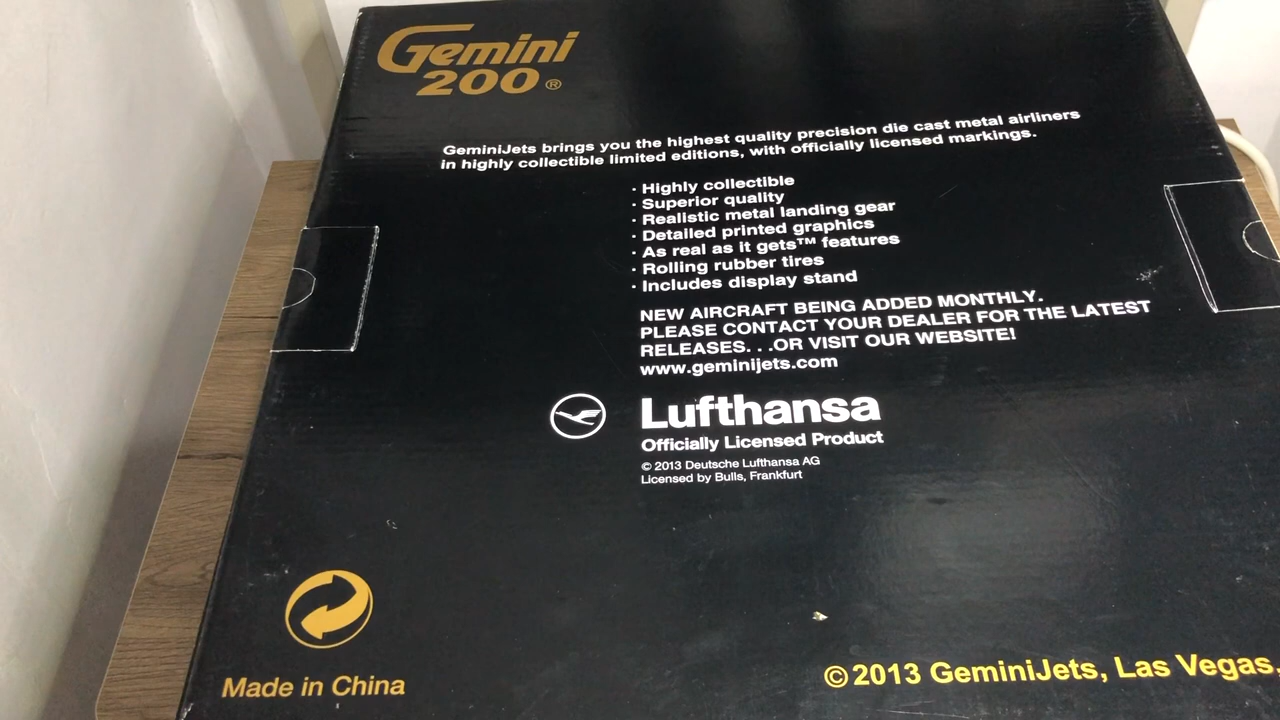 Gemini
200®
GeminiJets brings you the highest quality precision die cast metal airliners
in highly collectible limited editions, with officially licensed markings.
· Highly collectible
· Superior quality
· Realistic metal landing gear
· Detailed printed graphics
· As real as it gets™ features
· Rolling rubber tires
· Includes display stand
NEW AIRCRAFT BEING ADDED MONTHLY.
PLEASE CONTACT YOUR DEALER FOR THE LATEST
RELEASES. . .OR VISIT OUR WEBSITE!
www.geminijets.com
Lufthansa
Officially Licensed Product
© 2013 Deutsche Lufthansa AG
Licensed by Bulls, Frankfurt
Made in China
© 2013 GeminiJets, Las Vegas,